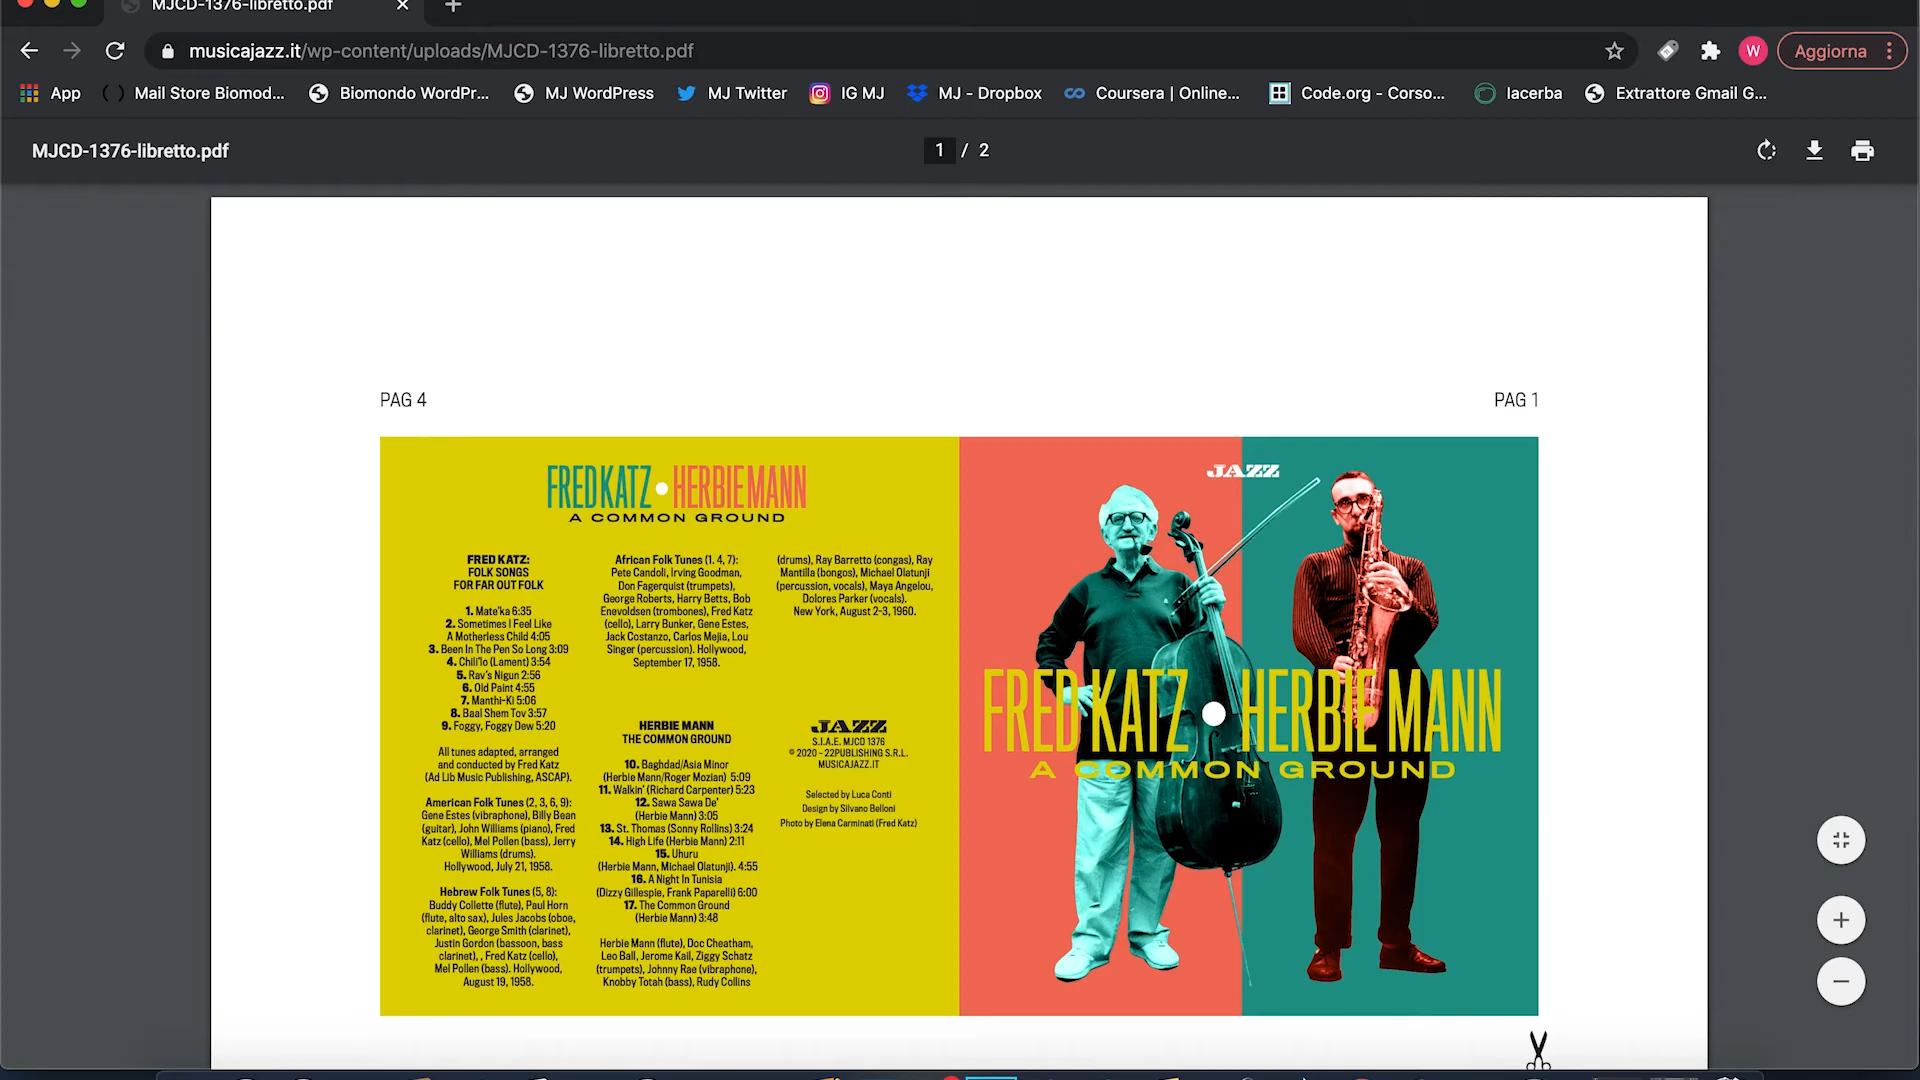 MJCD-1376-libretto.pdf
musicajazz.it/wp-content/uploads/MJCD-1376-libretto.pdf
W
Aggiorna
App
Mail Store Biomod...
Biomondo WordPr...
MJ WordPress
MJ Twitter
IG MJ
MJ - Dropbox
Coursera | Online...
Code.org - Corso...
lacerba
Extrattore Gmail G...
MJCD-1376-libretto.pdf
1 / 2
PAG 4
PAG 1
FRED KATZ • HERBIE MANN
A COMMON GROUND
FRED KATZ:
FOLK SONGS
FOR FAR OUT FOLK
1. Mate'ka 6:35
2. Sometimes I Feel Like
A Motherless Child 4:05
3. Been In The Pen So Long 3:09
4. Chili'lo (Lament) 3:54
5. Rav's Nigun 2:56
6. Old Paint 4:55
7. Manthi-Ki 5:06
8. Baal Shem Tov 3:57
9. Foggy, Foggy Dew 5:20
All tunes adapted, arranged
and conducted by Fred Katz
(Ad Lib Music Publishing, ASCAP).
American Folk Tunes (2, 3, 6, 9):
Gene Estes (vibraphone), Billy Bean
(guitar), John Williams (piano), Fred
Katz (cello), Mel Pollen (bass), Jerry
Williams (drums).
Hollywood, July 21, 1958.
Hebrew Folk Tunes (5, 8):
Buddy Collette (flute), Paul Horn
(flute, alto sax), Jules Jacobs (oboe,
clarinet), George Smith (clarinet),
Justin Gordon (bassoon, bass
clarinet), , Fred Katz (cello),
Mel Pollen (bass). Hollywood,
August 19, 1958.
African Folk Tunes (1. 4, 7):
Pete Candoli, Irving Goodman,
Don Fagerquist (trumpets),
George Roberts, Harry Betts, Bob
Enevoldsen (trombones), Fred Katz
(cello), Larry Bunker, Gene Estes,
Jack Costanzo, Carlos Mejia, Lou
Singer (percussion). Hollywood,
September 17, 1958.
HERBIE MANN
THE COMMON GROUND
10. Baghdad/Asia Minor
(Herbie Mann/Roger Mozian) 5:09
11. Walkin' (Richard Carpenter) 5:23
12. Sawa Sawa De'
(Herbie Mann) 3:05
13. St. Thomas (Sonny Rollins) 3:24
14. High Life (Herbie Mann) 2:11
15. Uhuru
(Herbie Mann, Michael Olatunji). 4:55
16. A Night In Tunisia
(Dizzy Gillespie, Frank Paparelli) 6:00
17. The Common Ground
(Herbie Mann) 3:48
Herbie Mann (flute), Doc Cheatham,
Leo Ball, Jerome Kail, Ziggy Schatz
(trumpets), Johnny Rae (vibraphone),
Knobby Totah (bass), Rudy Collins
(drums), Ray Barretto (congas), Ray
Mantilla (bongos), Michael Olatunji
(percussion, vocals), Maya Angelou,
Dolores Parker (vocals).
New York, August 2-3, 1960.
JAZZ
S.I.A.E. MJCD 1376
© 2020 - 22PUBLISHING S.R.L.
MUSICAJAZZ.IT
Selected by Luca Conti
Design by Silvano Belloni
Photo by Elena Carminati (Fred Katz)
JAZZ
FRED KATZ • HERBIE MANN
A COMMON GROUND